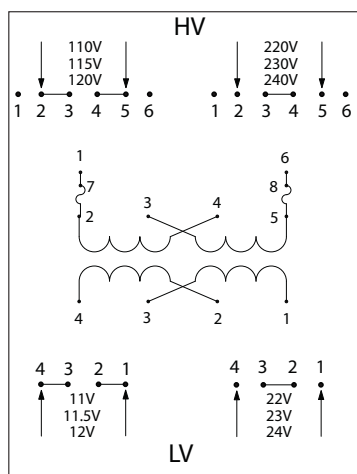 HV
110V 220V
115V 230V
120V 240V
1 2 3 4 5 6 1 2 3 4 5 6
1 6
7 8
2 3 4 5
4 3 2 1
4 3 2 1 4 3 2 1
11V 22V
11.5V 23V
12V 24V
LV